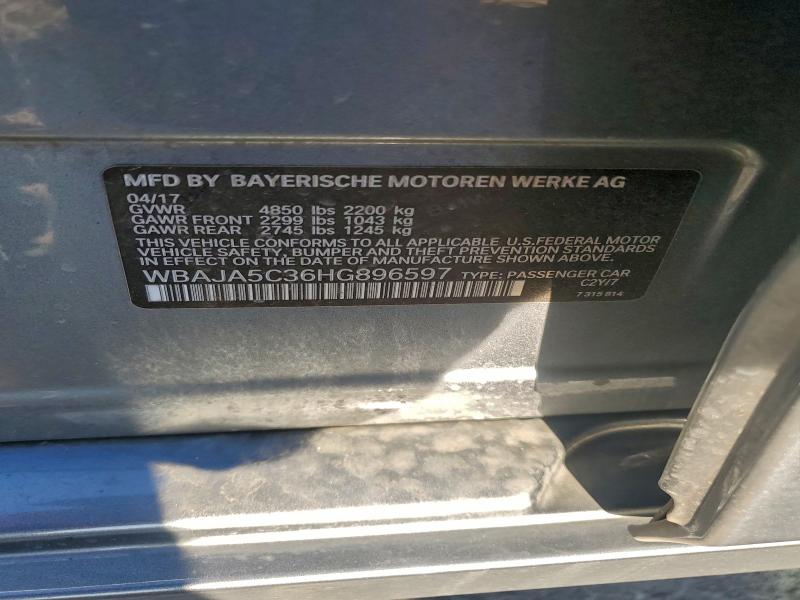 MFD BY BAYERISCHE MOTOREN WERKE AG
04/17
GVWR 4850 lbs 2200 kg
GAWR FRONT 2299 lbs 1043 kg
GAWR REAR 2745 lbs 1245 kg
THIS VEHICLE CONFORMS TO ALL APPLICABLE U.S.FEDERAL MOTOR
VEHICLE SAFETY, BUMPER AND THEFT PREVENTION STANDARDS
IN EFFECT ON DATE OF MANUFACTURE SHOWN ABOVE.
WBAJA5C36HG896597 TYPE: PASSENGER CAR
C2Y/7
7 315 814